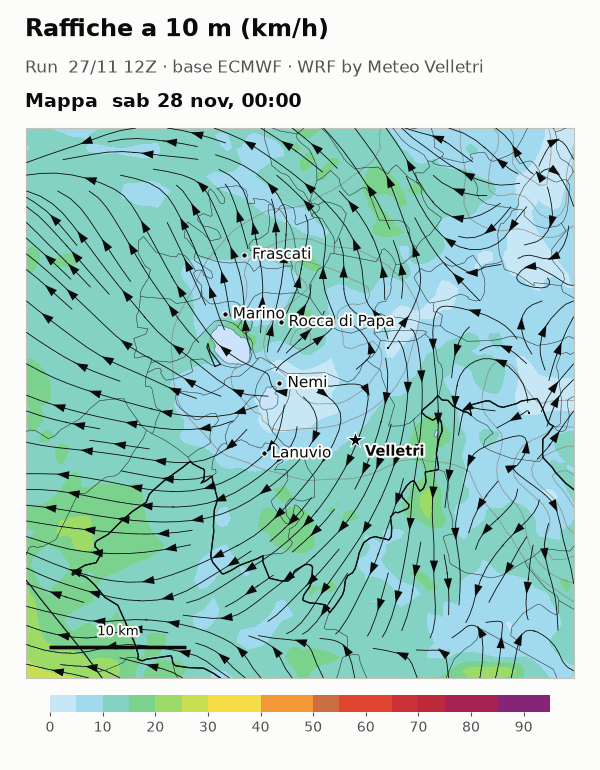 Raffiche a 10 m (km/h)
Run  27/11 12Z · base ECMWF · WRF by Meteo Velletri
Mappa  sab 28 nov, 00:00
Frascati
Marino
Rocca di Papa
Nemi
Velletri
Lanuvio
10 km
0 10 20 30 40 50 60 70 80 90